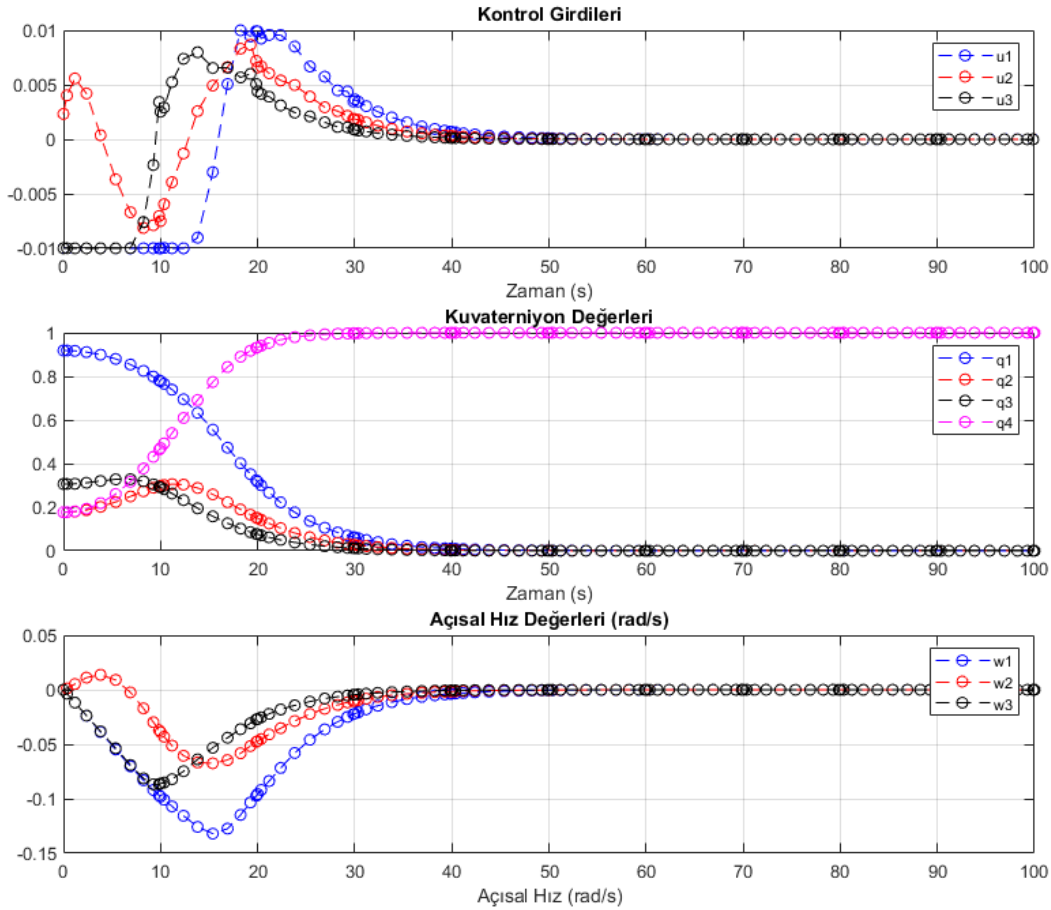 Kontrol Girdileri
0.01
0.005
0
-0.005
-0.01
u1
u2
u3
0 10 20 30 40 50 60 70 80 90 100
Zaman (s)
Kuvaterniyon Değerleri
1
0.8
0.6
0.4
0.2
0
q1
q2
q3
q4
0 10 20 30 40 50 60 70 80 90 100
Zaman (s)
Açısal Hız Değerleri (rad/s)
0.05
0
-0.05
-0.1
-0.15
w1
w2
w3
0 10 20 30 40 50 60 70 80 90 100
Açısal Hız (rad/s)